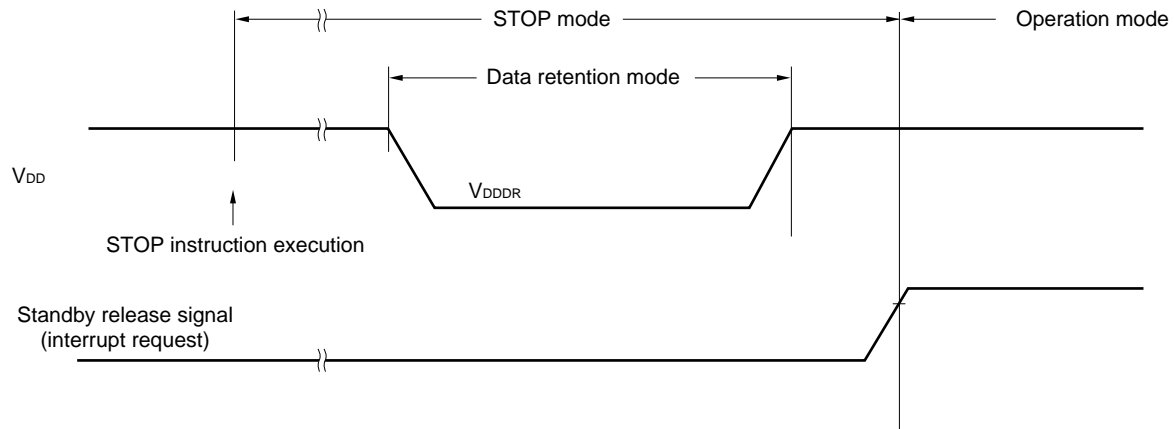 STOP mode
Operation mode
Data retention mode
VDD
VDDDR
STOP instruction execution
Standby release signal
(interrupt request)